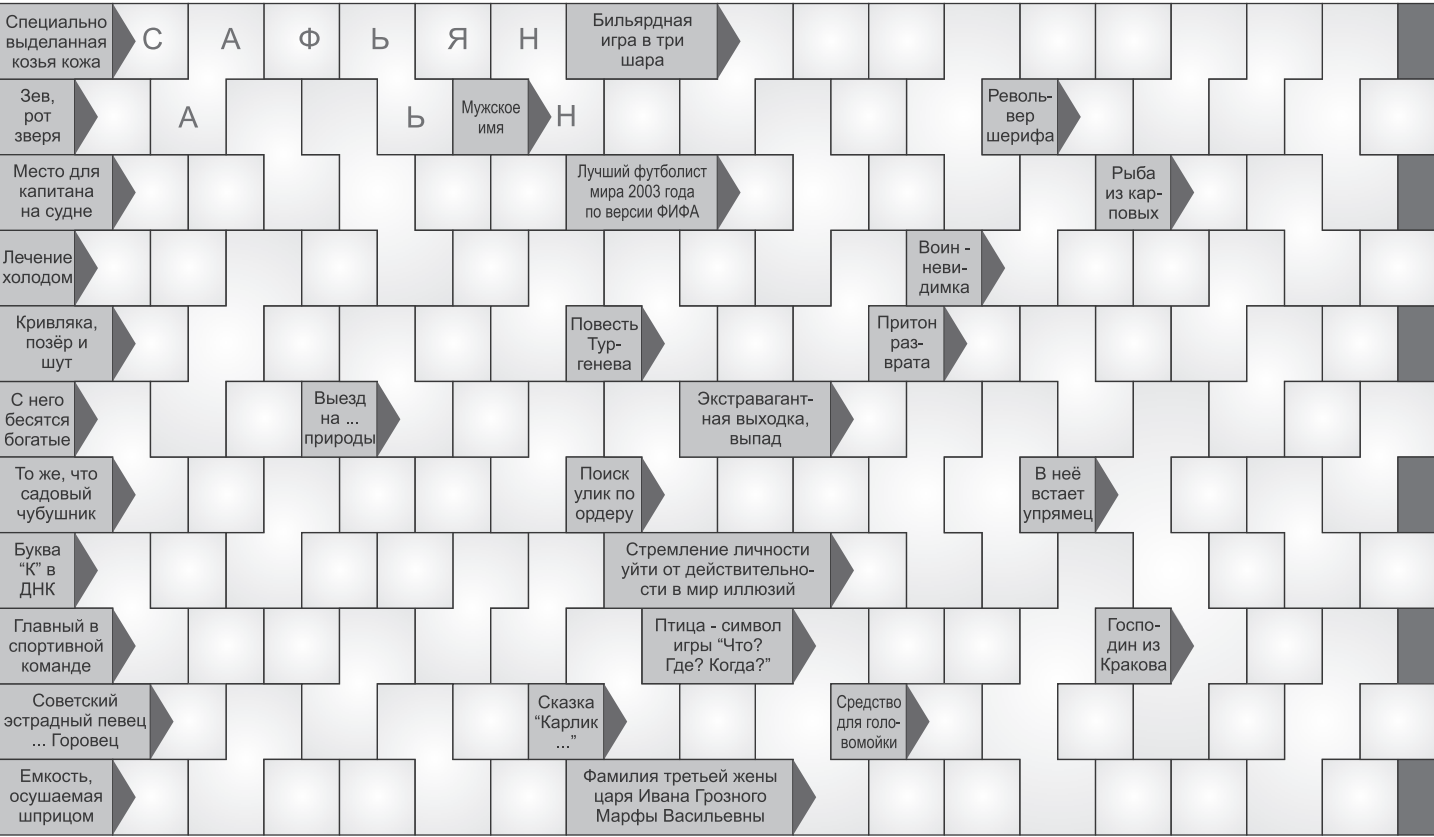 Специально
выделанная
козья кожа
С А Ф Ь Я Н
Бильярдная
игра в три
шара
Зев,
рот
зверя
А Ь
Мужское
имя
Н
Револь-
вер
шерифа
Место для
капитана
на судне
Лучший футболист
мира 2003 года
по версии ФИФА
Рыба
из кар-
повых
Лечение
холодом
Воин -
неви-
димка
Кривляка,
позёр и
шут
Повесть
Тур-
генева
Притон
раз-
врата
С него
бесятся
богатые
Выезд
на ...
природы
Экстравагант-
ная выходка,
выпад
То же, что
садовый
чубушник
Поиск
улик по
ордеру
В неё
встает
упрямец
Буква
“К” в
ДНК
Стремление личности
уйти от действительно-
сти в мир иллюзий
Главный в
спортивной
команде
Птица - символ
игры “Что?
Где? Когда?”
Госпо-
дин из
Кракова
Советский
эстрадный певец
... Горовец
Сказка
“Карлик
...”
Средство
для голо-
вомойки
Емкость,
осушаемая
шприцом
Фамилия третьей жены
царя Ивана Грозного
Марфы Васильевны